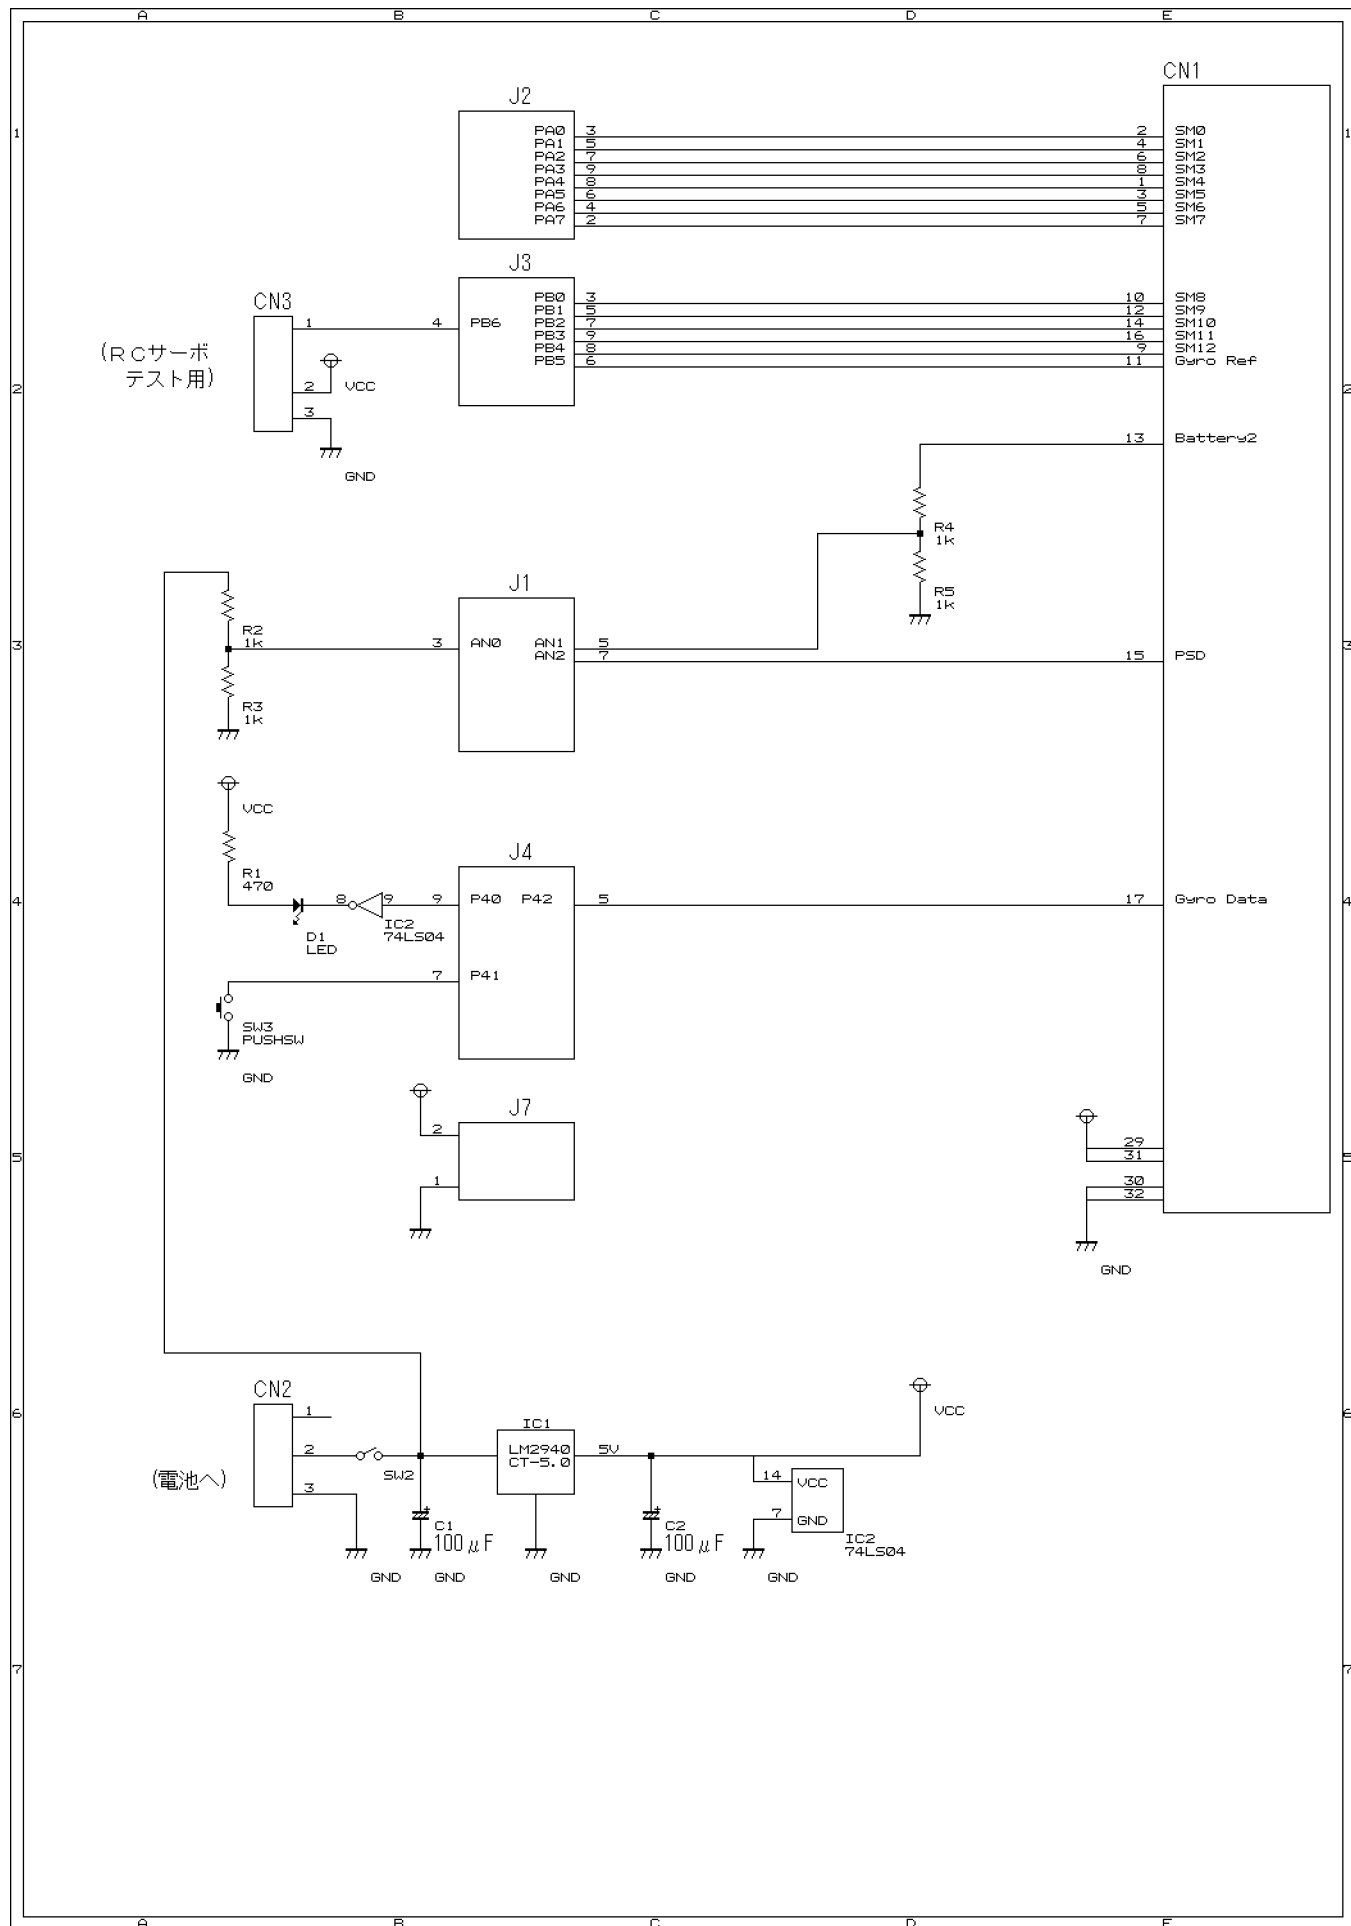 A B C D E
CN1
J2
1 PA0 3 2 SM0 1
PA1 5 4 SM1
PA2 7 6 SM2
PA3 9 8 SM3
PA4 8 1 SM4
PA5 6 3 SM5
PA6 4 5 SM6
PA7 2 7 SM7
J3
CN3
PB0 3 10 SM8
PB1 5 12 SM9
1 4 PB6 PB2 7 14 SM10
PB3 9 16 SM11
PB4 8 9 SM12
PB5 6 11 Gyro Ref
(RCサーボ
テスト用)
2 2 VCC 2
3
GND
13 Battery2
R4
1k
J1
R5
1k
R2
1k
3 3 AN0 AN1 5 3
AN2 7 15 PSD
R3
1k
VCC
J4
R1
470
4 8 9 9 P40 P42 5 17 Gyro Data 4
D1
LED
IC2
74LS04
7 P41
SW3
PUSHSW
GND
J7
2
29
5 31 5
1 30
32
GND
CN2
6 1 VCC 6
IC1
2 LM2940 5V
CT-5.0
SW2
(電池へ)
3
14 VCC
7 GND
C1
100μF
C2
100μF
IC2
74LS04
GND GND GND GND GND
7 7
A B C D E